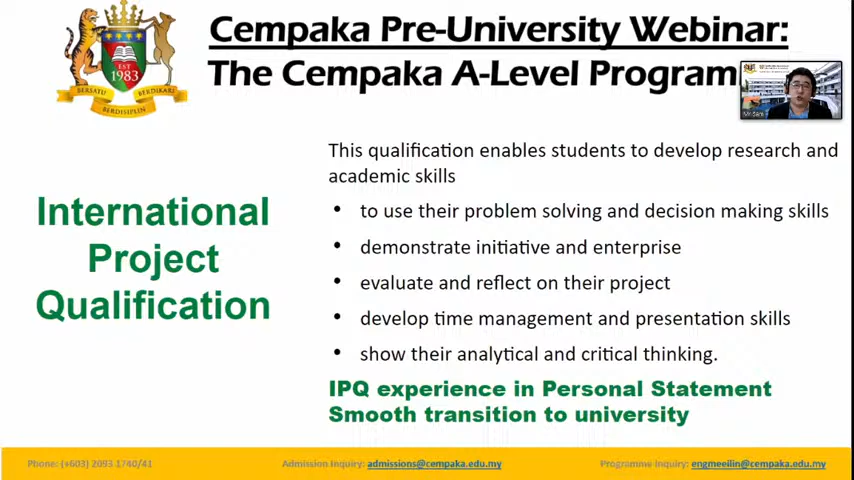 Cempaka Pre-University Webinar:
The Cempaka A-Level Program
EST
1983
BERSATU
BERDIKARI
BERDISIPLIN
This qualification enables students to develop research and
academic skills
International
Project
Qualification
• to use their problem solving and decision making skills
• demonstrate initiative and enterprise
• evaluate and reflect on their project
• develop time management and presentation skills
• show their analytical and critical thinking.
IPQ experience in Personal Statement
Smooth transition to university
Phone: (+603) 2093 1740/41
Admission Inquiry: admissions@cempaka.edu.my
Programme Inquiry: engmeeilin@cempaka.edu.my